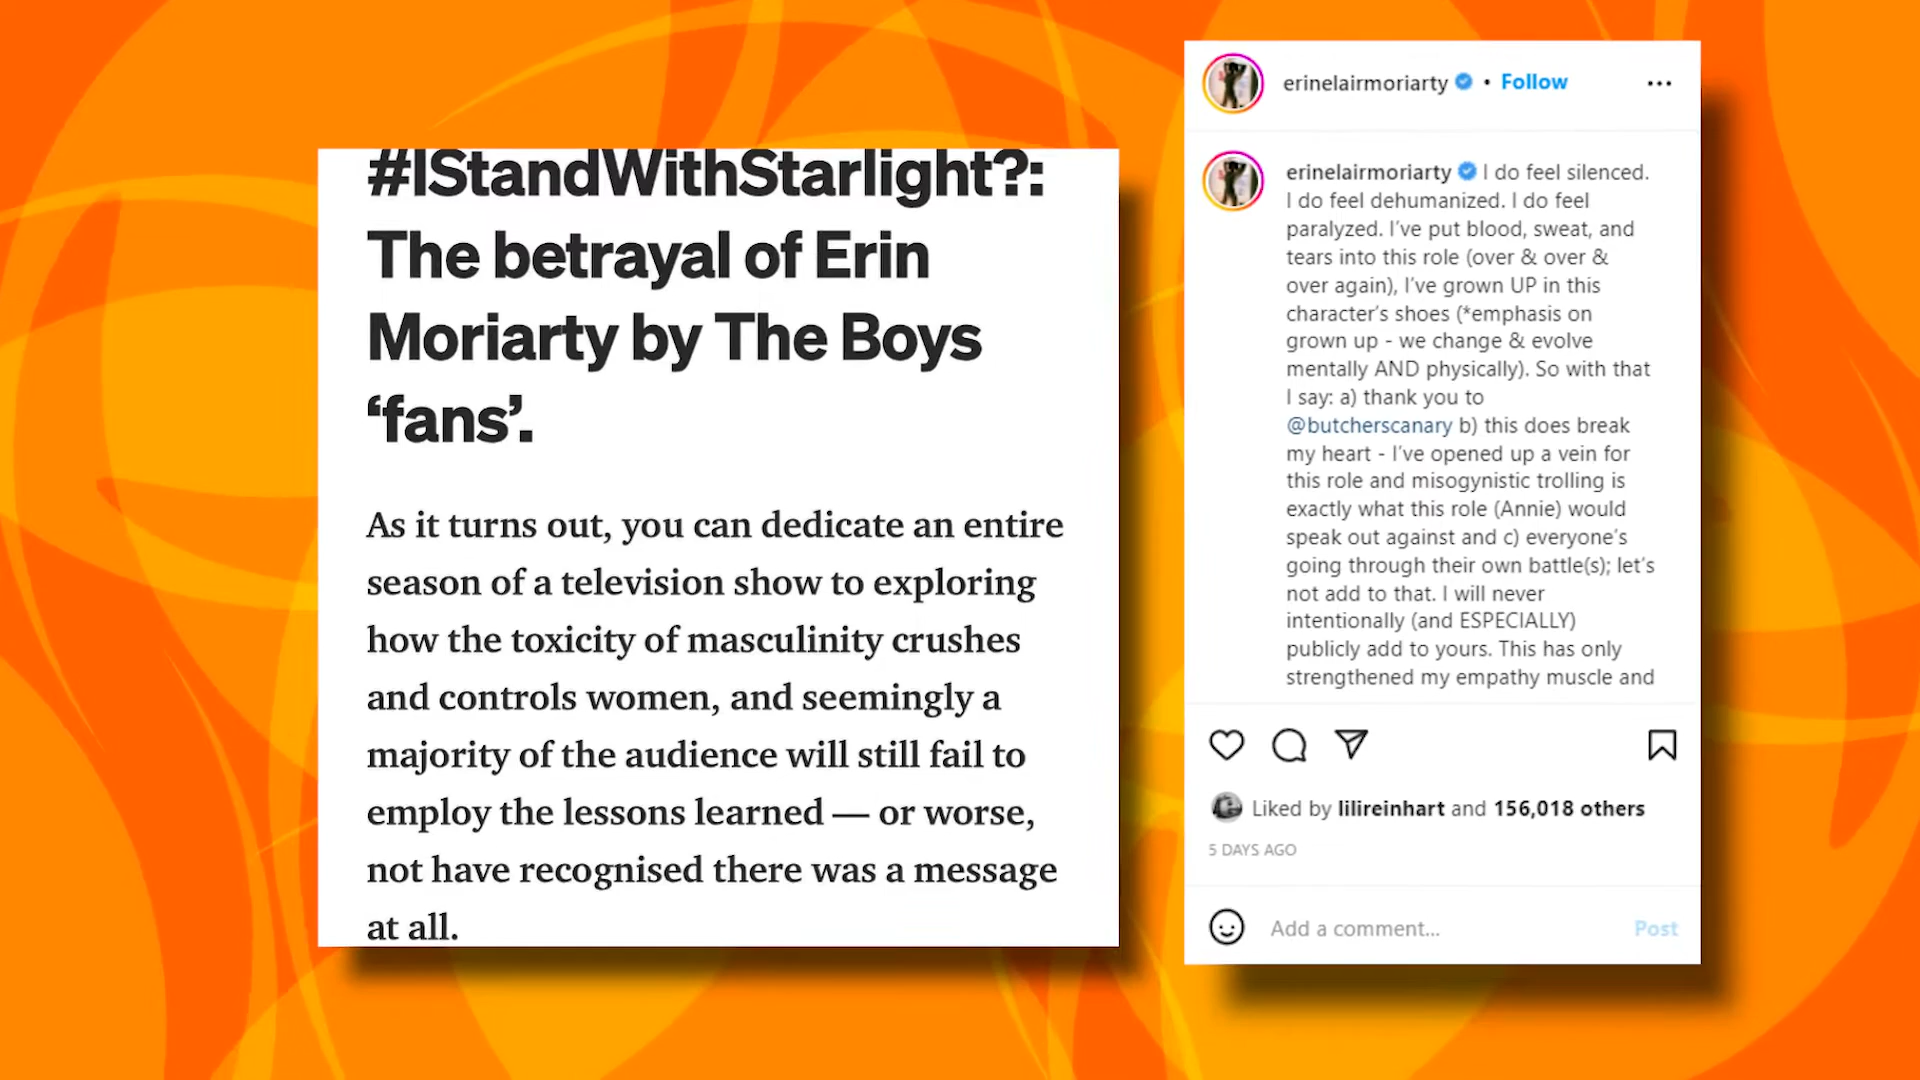 #IStandWithStarlight?:
The betrayal of Erin
Moriarty by The Boys
‘fans’.
As it turns out, you can dedicate an entire
season of a television show to exploring
how the toxicity of masculinity crushes
and controls women, and seemingly a
majority of the audience will still fail to
employ the lessons learned — or worse,
not have recognised there was a message
at all.
erinelairmoriarty • Follow
erinelairmoriarty I do feel silenced.
I do feel dehumanized. I do feel
paralyzed. I’ve put blood, sweat, and
tears into this role (over & over &
over again), I’ve grown UP in this
character’s shoes (*emphasis on
grown up - we change & evolve
mentally AND physically). So with that
I say: a) thank you to
@butcherscanary b) this does break
my heart - I’ve opened up a vein for
this role and misogynistic trolling is
exactly what this role (Annie) would
speak out against and c) everyone’s
going through their own battle(s); let’s
not add to that. I will never
intentionally (and ESPECIALLY)
publicly add to yours. This has only
strengthened my empathy muscle and
Liked by lilireinhart and 156,018 others
5 DAYS AGO
Add a comment... Post